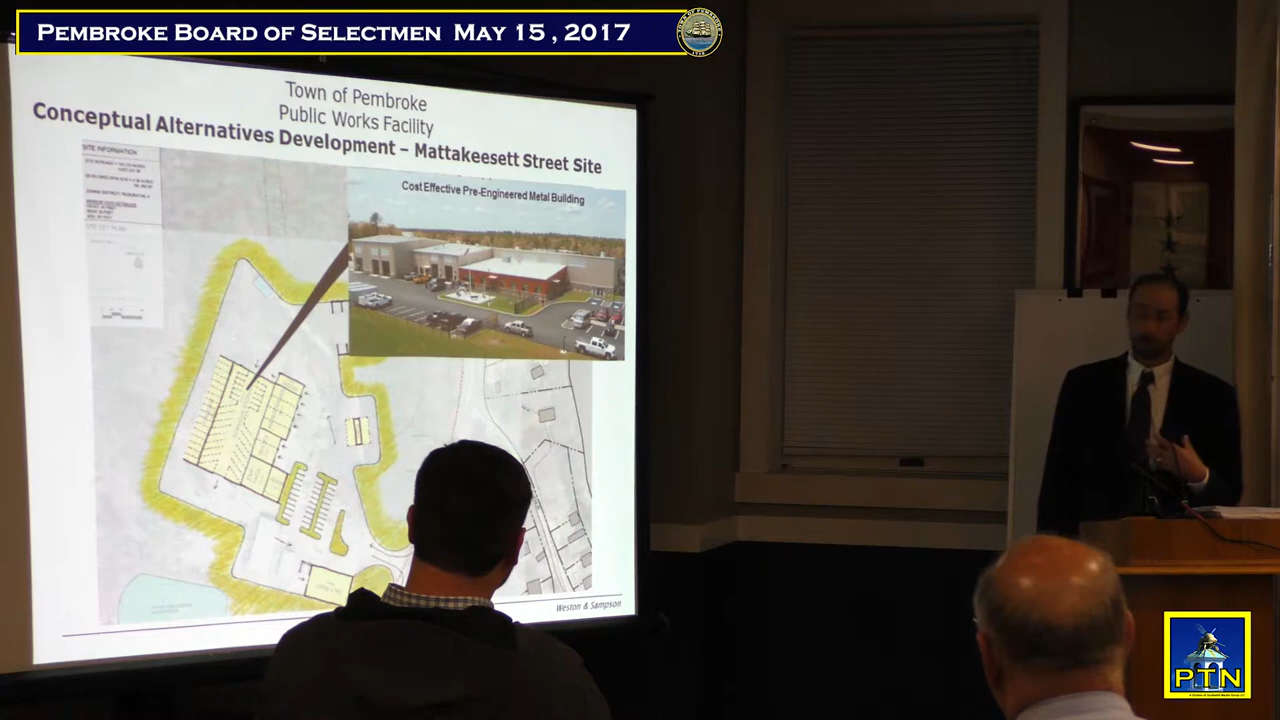 PEMBROKE BOARD OF SELECTMEN MAY 15, 2017
Town of Pembroke
Public Works Facility
Conceptual Alternatives Development – Mattakeesett Street Site
SITE INFORMATION
Cost Effective Pre-Engineered Metal Building
Weston & Sampson
PTN